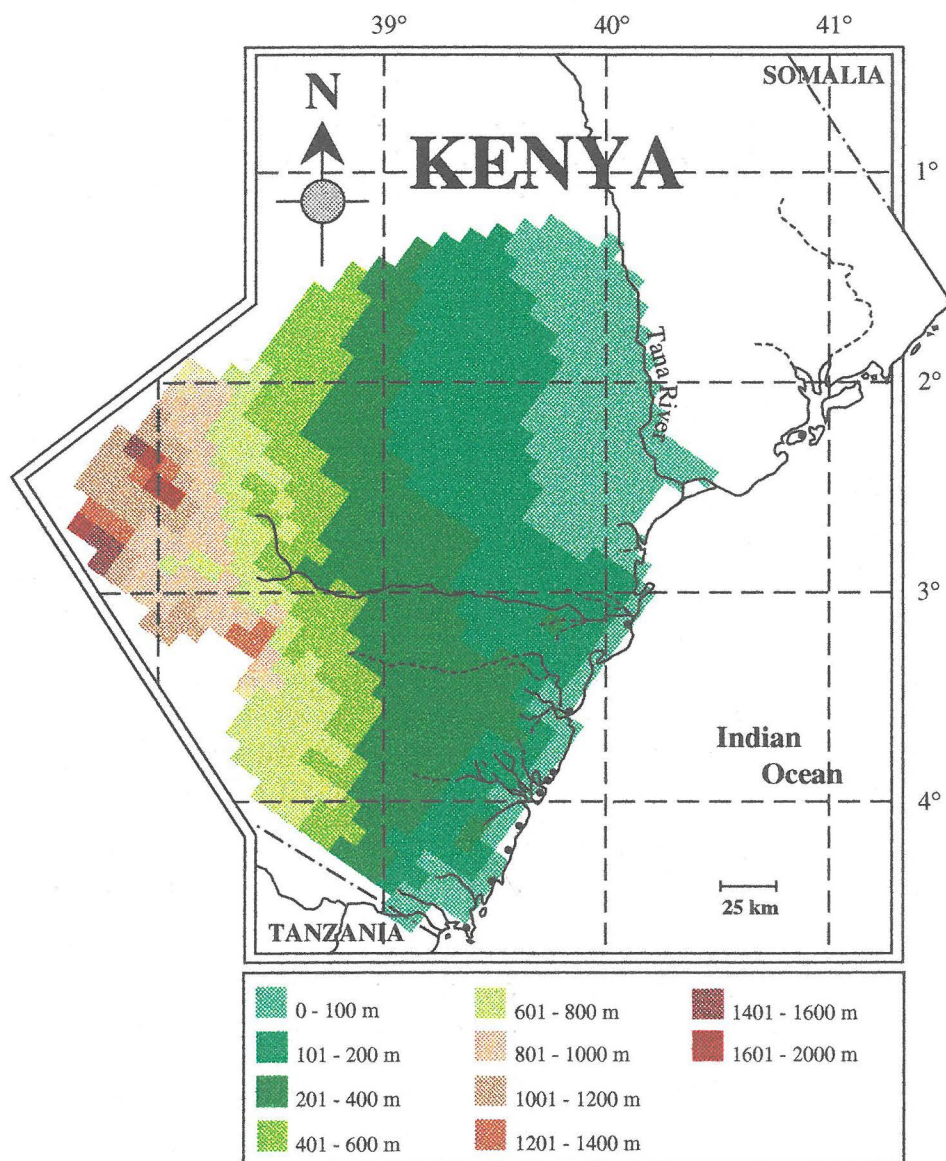 39° 40° 41°
SOMALIA
N
KENYA
1°
Tana River
2°
3°
Indian
Ocean
4°
25 km
TANZANIA
0 - 100 m
101 - 200 m
201 - 400 m
401 - 600 m
601 - 800 m
801 - 1000 m
1001 - 1200 m
1201 - 1400 m
1401 - 1600 m
1601 - 2000 m